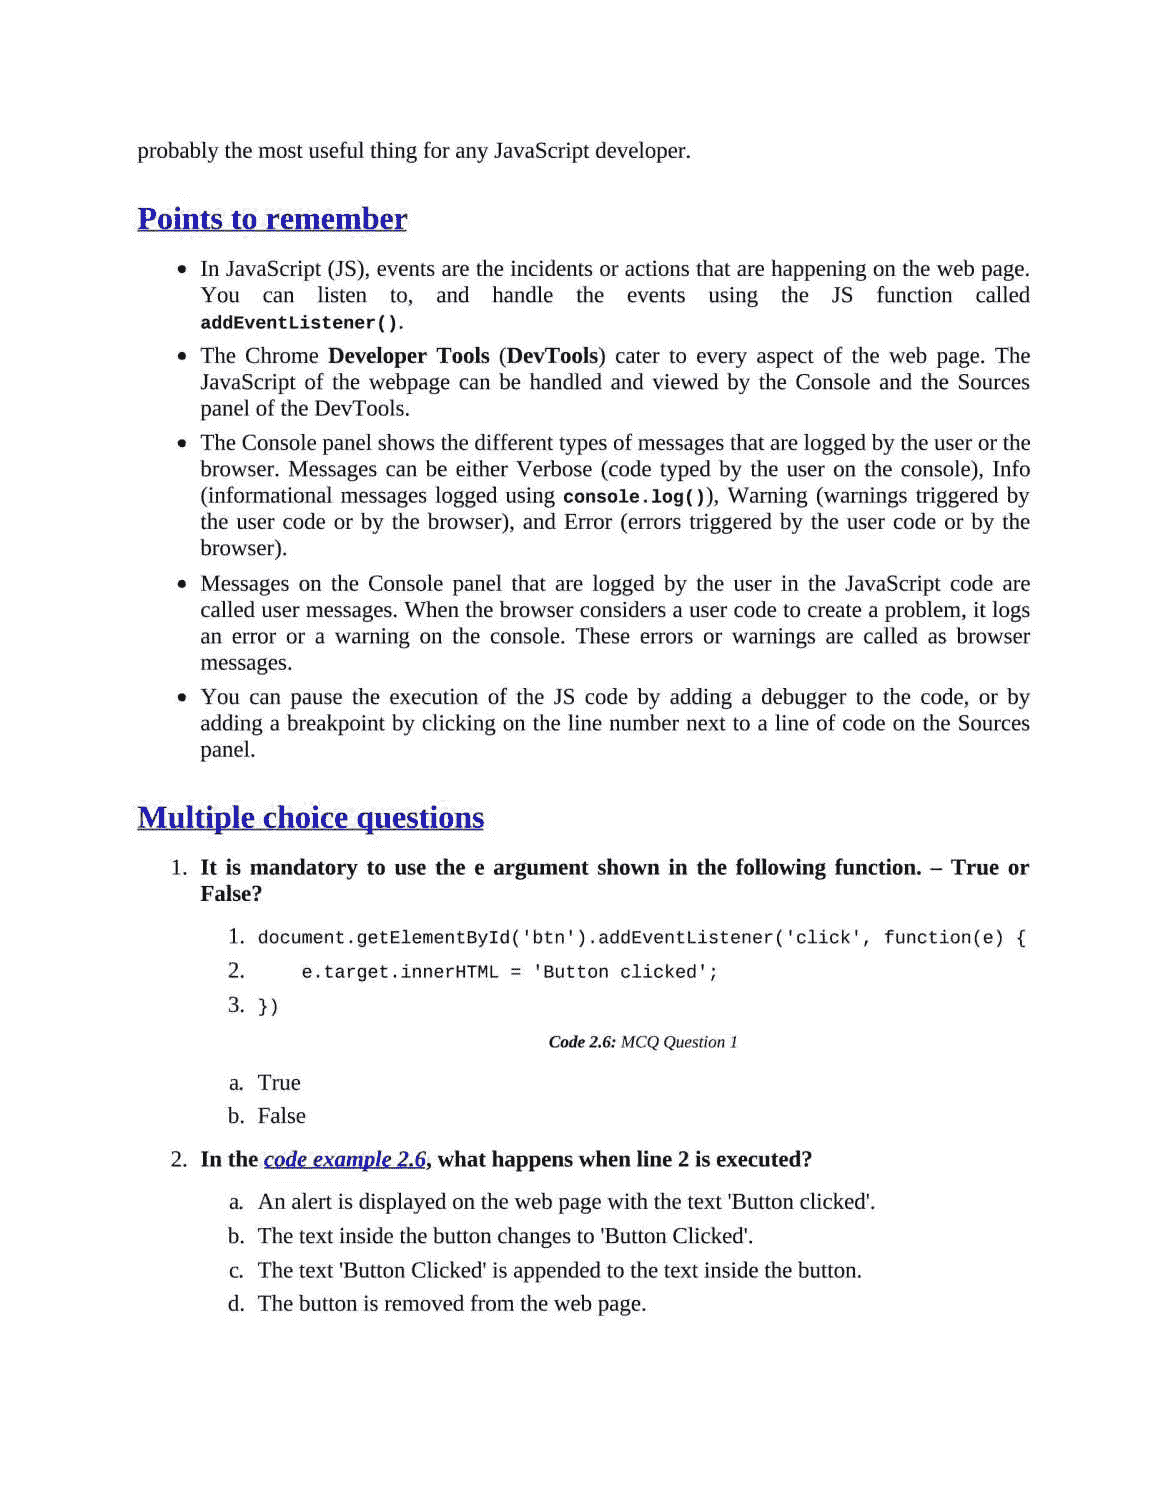 probably the most useful thing for any JavaScript developer.
Points to remember
• In JavaScript (JS), events are the incidents or actions that are happening on the web page.
You can listen to, and handle the events using the JS function called
addEventListener().
• The Chrome Developer Tools (DevTools) cater to every aspect of the web page. The
JavaScript of the webpage can be handled and viewed by the Console and the Sources
panel of the DevTools.
• The Console panel shows the different types of messages that are logged by the user or the
browser. Messages can be either Verbose (code typed by the user on the console), Info
(informational messages logged using console.log()), Warning (warnings triggered by
the user code or by the browser), and Error (errors triggered by the user code or by the
browser).
• Messages on the Console panel that are logged by the user in the JavaScript code are
called user messages. When the browser considers a user code to create a problem, it logs
an error or a warning on the console. These errors or warnings are called as browser
messages.
• You can pause the execution of the JS code by adding a debugger to the code, or by
adding a breakpoint by clicking on the line number next to a line of code on the Sources
panel.
Multiple choice questions
1. It is mandatory to use the e argument shown in the following function. – True or
False?
1. document.getElementById('btn').addEventListener('click', function(e) {
2.     e.target.innerHTML = 'Button clicked';
3. })
Code 2.6: MCQ Question 1
a. True
b. False
2. In the code example 2.6, what happens when line 2 is executed?
a. An alert is displayed on the web page with the text 'Button clicked'.
b. The text inside the button changes to 'Button Clicked'.
c. The text 'Button Clicked' is appended to the text inside the button.
d. The button is removed from the web page.